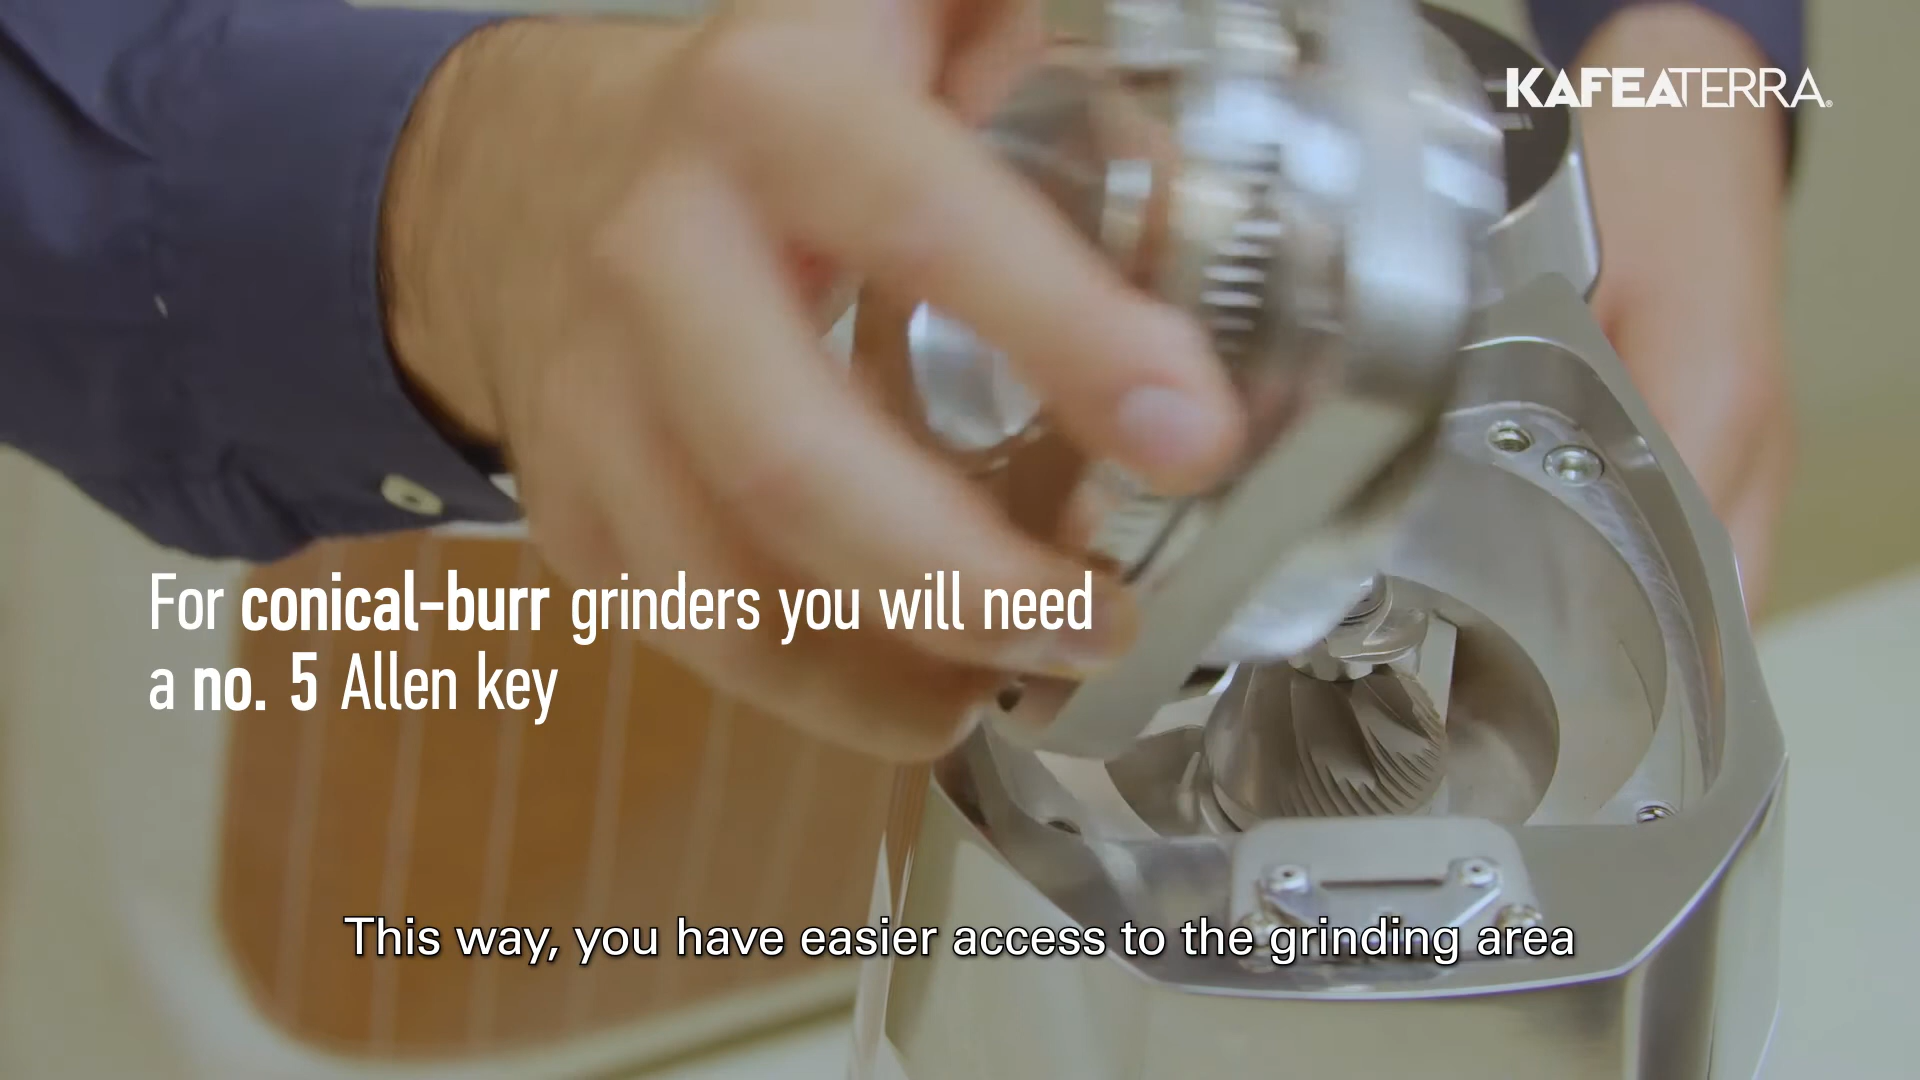 KAFEATERRA®
For conical-burr grinders you will need
a no. 5 Allen key
This way, you have easier access to the grinding area